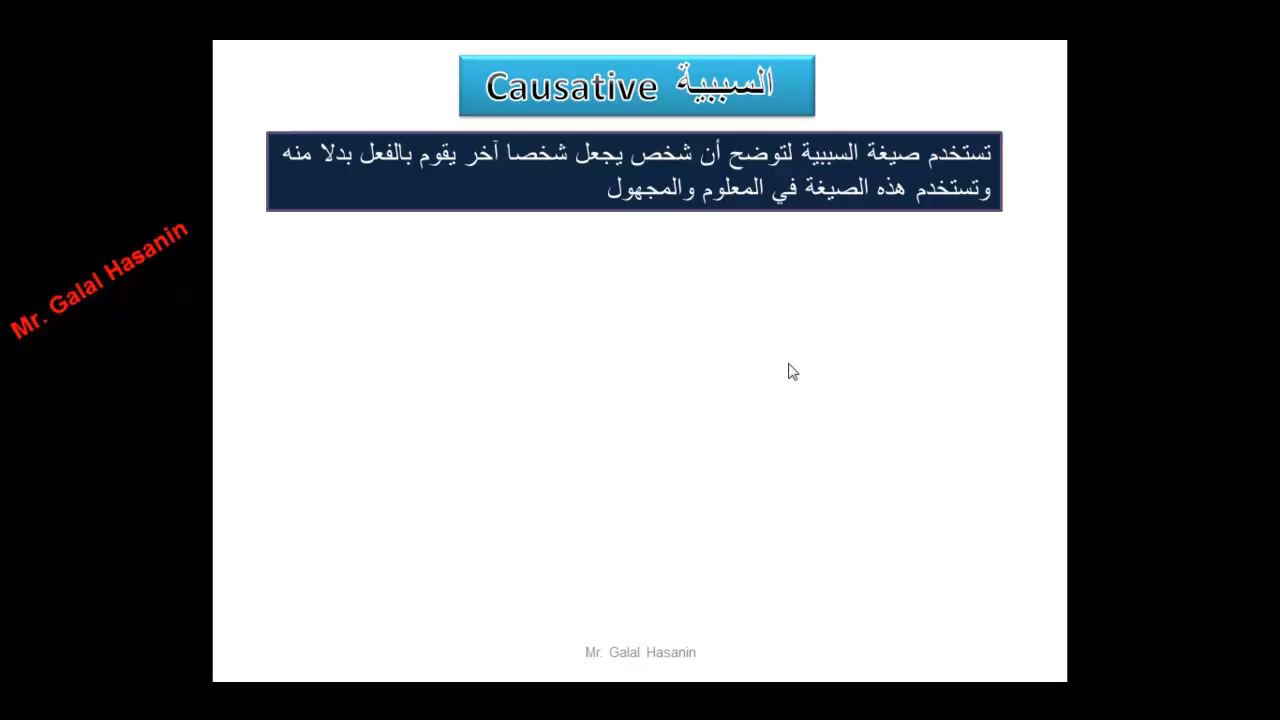 Causative السببية
تستخدم صيغة السببية لتوضح أن شخص يجعل شخصا آخر يقوم بالفعل بدلا منه
وتستخدم هذه الصيغة في المعلوم والمجهول
Mr. Galal Hasanin
Mr. Galal Hasanin